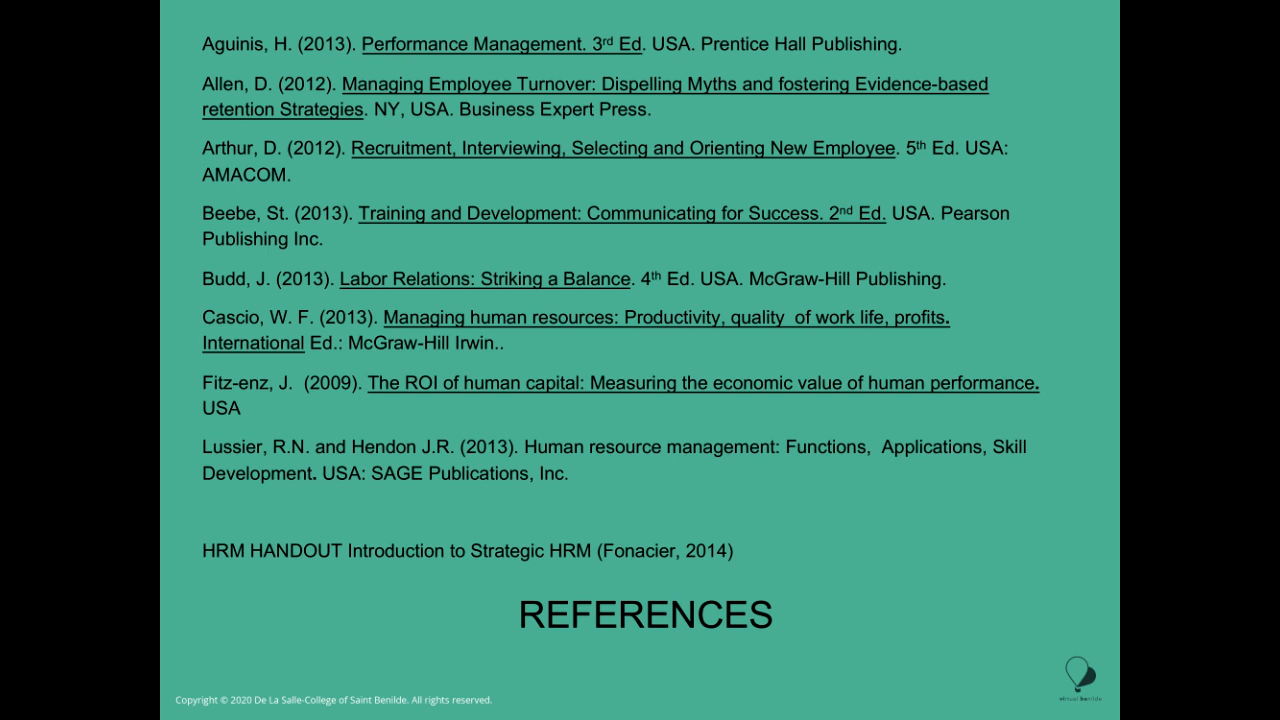 Aguinis, H. (2013). Performance Management. 3rd Ed. USA. Prentice Hall Publishing.
Allen, D. (2012). Managing Employee Turnover: Dispelling Myths and fostering Evidence-based
retention Strategies. NY, USA. Business Expert Press.
Arthur, D. (2012). Recruitment, Interviewing, Selecting and Orienting New Employee. 5th Ed. USA:
AMACOM.
Beebe, St. (2013). Training and Development: Communicating for Success. 2nd Ed. USA. Pearson
Publishing Inc.
Budd, J. (2013). Labor Relations: Striking a Balance. 4th Ed. USA. McGraw-Hill Publishing.
Cascio, W. F. (2013). Managing human resources: Productivity, quality  of work life, profits.
International Ed.: McGraw-Hill Irwin..
Fitz-enz, J.  (2009). The ROI of human capital: Measuring the economic value of human performance.
USA
Lussier, R.N. and Hendon J.R. (2013). Human resource management: Functions,  Applications, Skill
Development. USA: SAGE Publications, Inc.
HRM HANDOUT Introduction to Strategic HRM (Fonacier, 2014)
REFERENCES
Copyright © 2020 De La Salle-College of Saint Benilde. All rights reserved.
virtual benilde